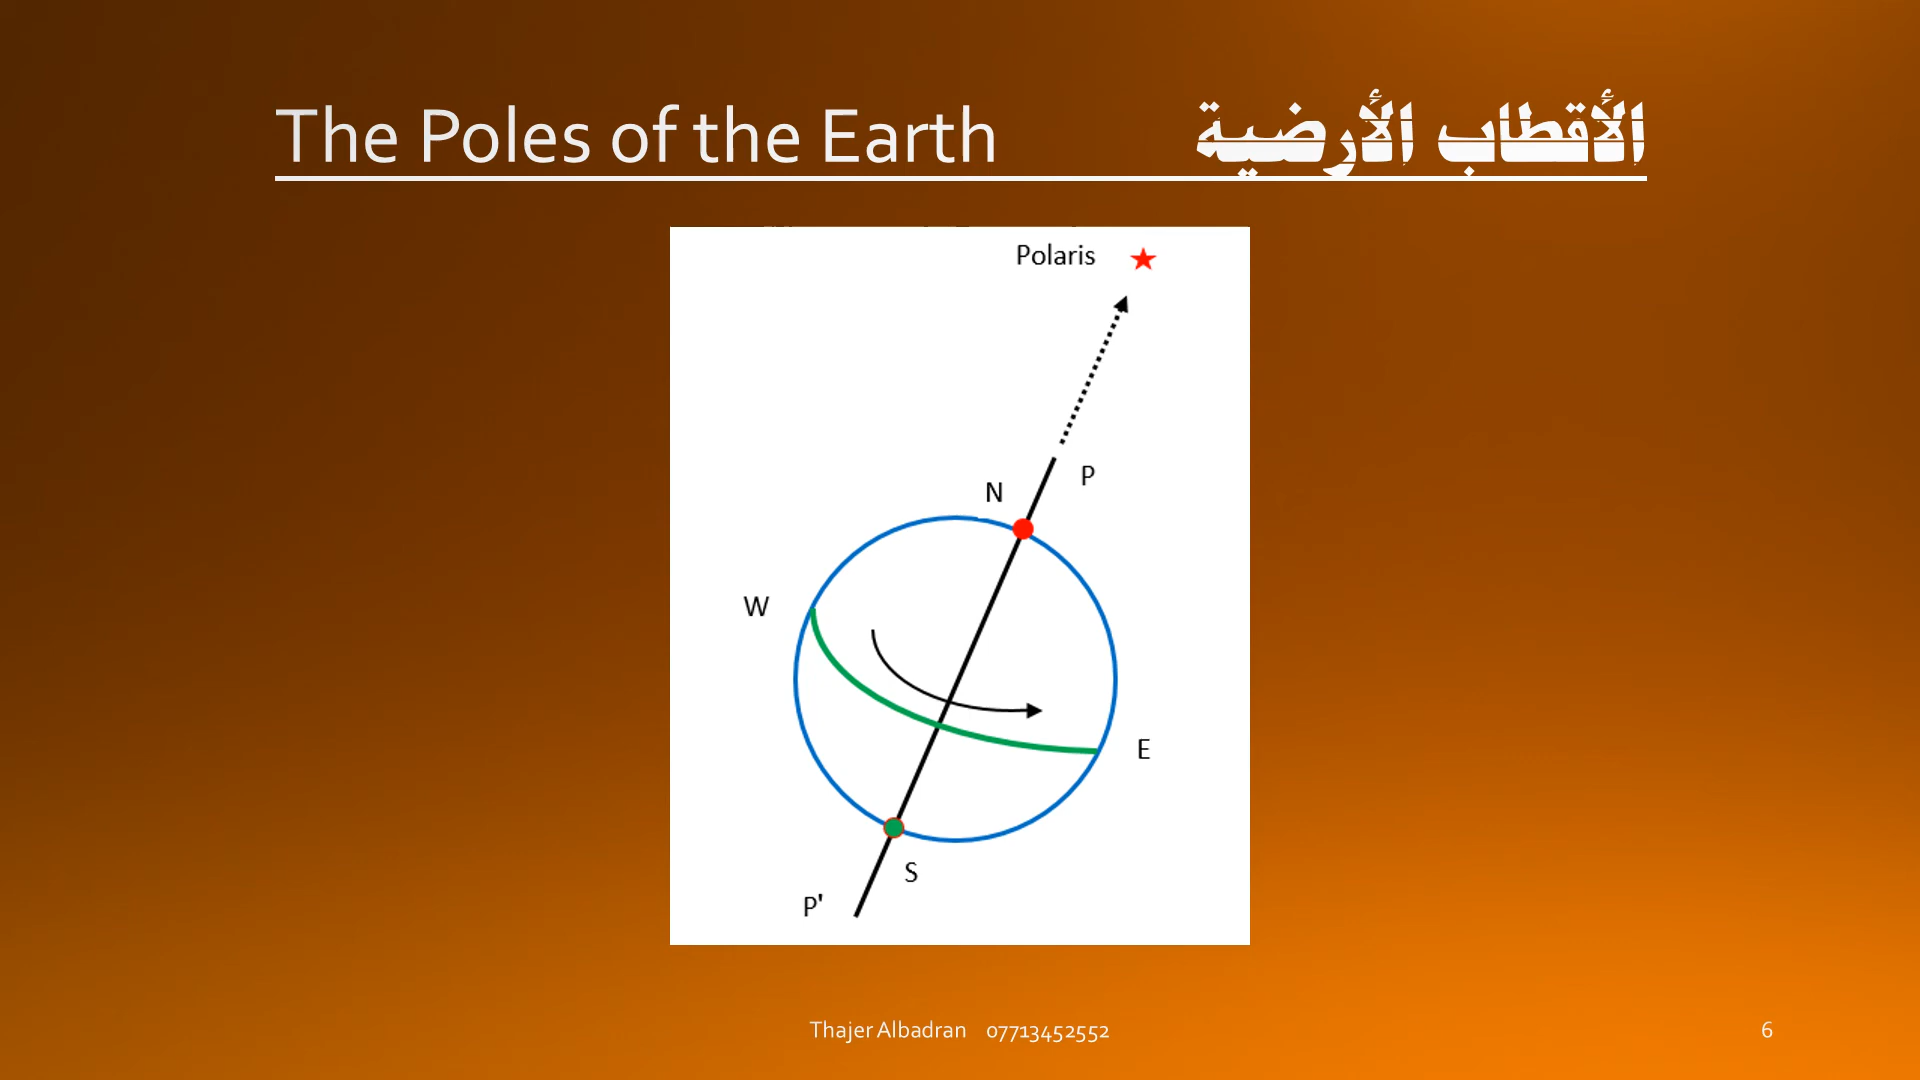 The Poles of the Earth الأقطاب الأرضية
Polaris
P
N
W
E
S
P'
Thajer Albadran 07713452552
6